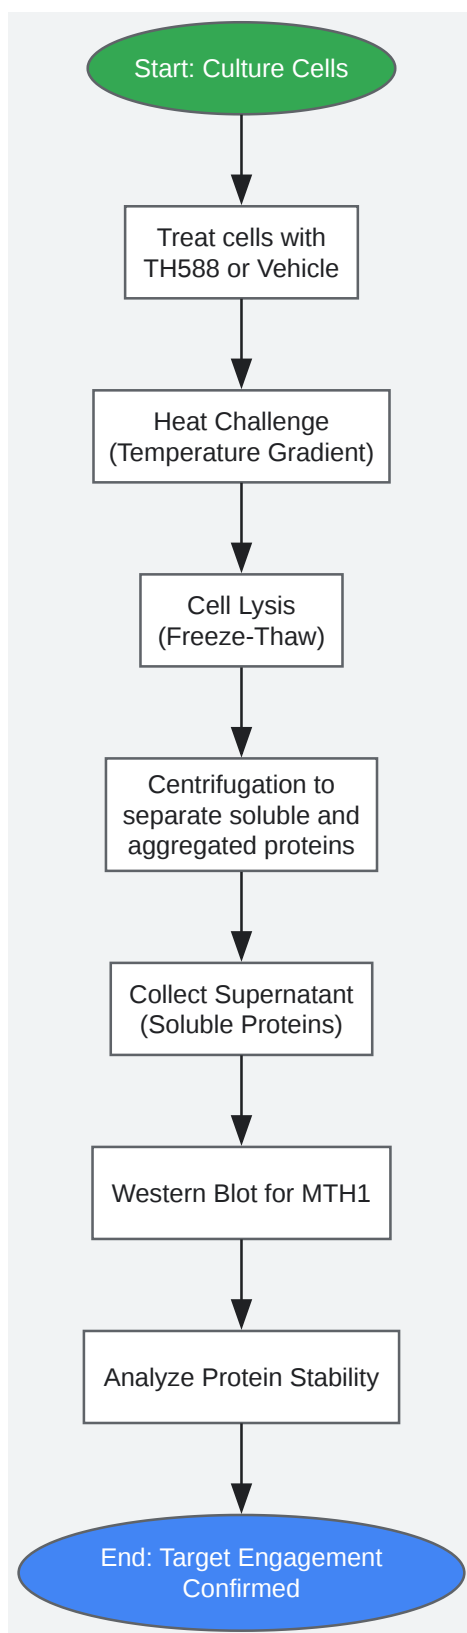 Start: Culture Cells
Treat cells with
TH588 or Vehicle
Heat Challenge
(Temperature Gradient)
Cell Lysis
(Freeze-Thaw)
Centrifugation to
separate soluble and
aggregated proteins
Collect Supernatant
(Soluble Proteins)
Western Blot for MTH1
Analyze Protein Stability
End: Target Engagement
Confirmed